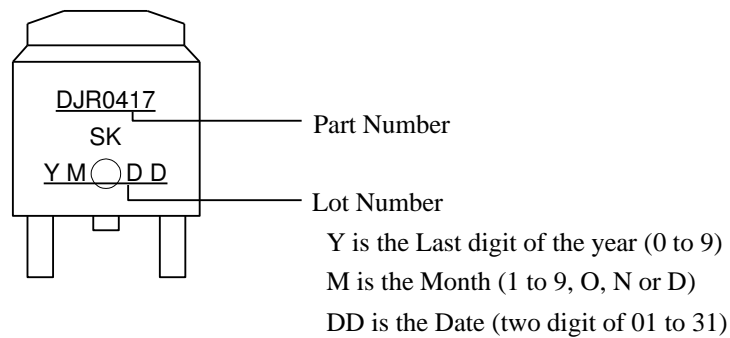 DJR0417
Part Number
SK
Y M D D
Lot Number
Y is the Last digit of the year (0 to 9)
M is the Month (1 to 9, O, N or D)
DD is the Date (two digit of 01 to 31)